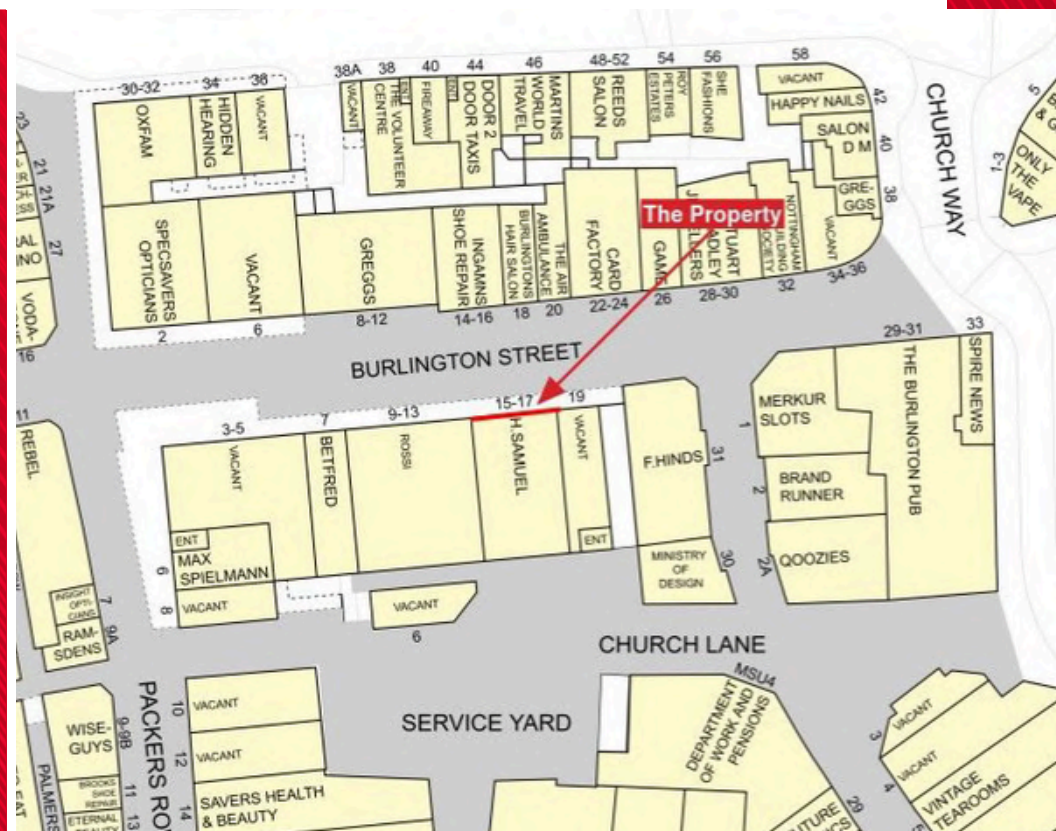 30-32
34
36
38A
38
40
44
46
48-52
54
56
58
OXFAM
HIDDEN
HEARING
VACANT
VACANT
ENT
THE VOLUNTEER
CENTRE
FIREAWAY
ENT
DOOR 2
DOOR TAXIS
MARTINS
WORLD
TRAVEL
REEDS
SALON
ROY
PETERS
ESTATES
SHE
FASHIONS
VACANT
HAPPY NAILS
42
SALON
D M
40
GRE-
GGS
38
CHURCH WAY
5
ONLY
THE
VAPE
1-3
23
21
21A
27
VODA-
16
SPECSAVERS
OPTICIANS
2
VACANT
6
GREGGS
8-12
INGAMNS
SHOE REPAIR
14-16
BURLINGTONS
HAIR SALON
18
THE AIR
AMBULANCE
20
CARD
FACTORY
22-24
GAME
26
The Property
28-30
NOTTINGHAM
32
VACANT
34-36
BURLINGTON STREET
11
REBEL
3-5
VACANT
7
BETFRED
9-13
ROSSI
15-17
H.SAMUEL
19
VACANT
ENT
F.HINDS
31
MINISTRY
OF
DESIGN
30
ENT
MAX
SPIELMANN
6
VACANT
8
VACANT
6
MERKUR
SLOTS
1
BRAND
RUNNER
2
QOOZIES
2A
29-31
THE BURLINGTON PUB
33
SPIRE NEWS
INSIGHT
OPTI-
CIANS
7
RAM-
SDENS
9A
CHURCH LANE
SERVICE YARD
PACKERS RO
WISE-
GUYS
9-9B
BROOKS
SHOE
REPAIR
11
ETERNAL
13
PALMERS
10
VACANT
12
VACANT
14
SAVERS HEALTH
& BEAUTY
MSU4
DEPARTMENT
OF WORK AND
PENSIONS
29
3
VACANT
4
VACANT
VINTAGE
TEAROOMS